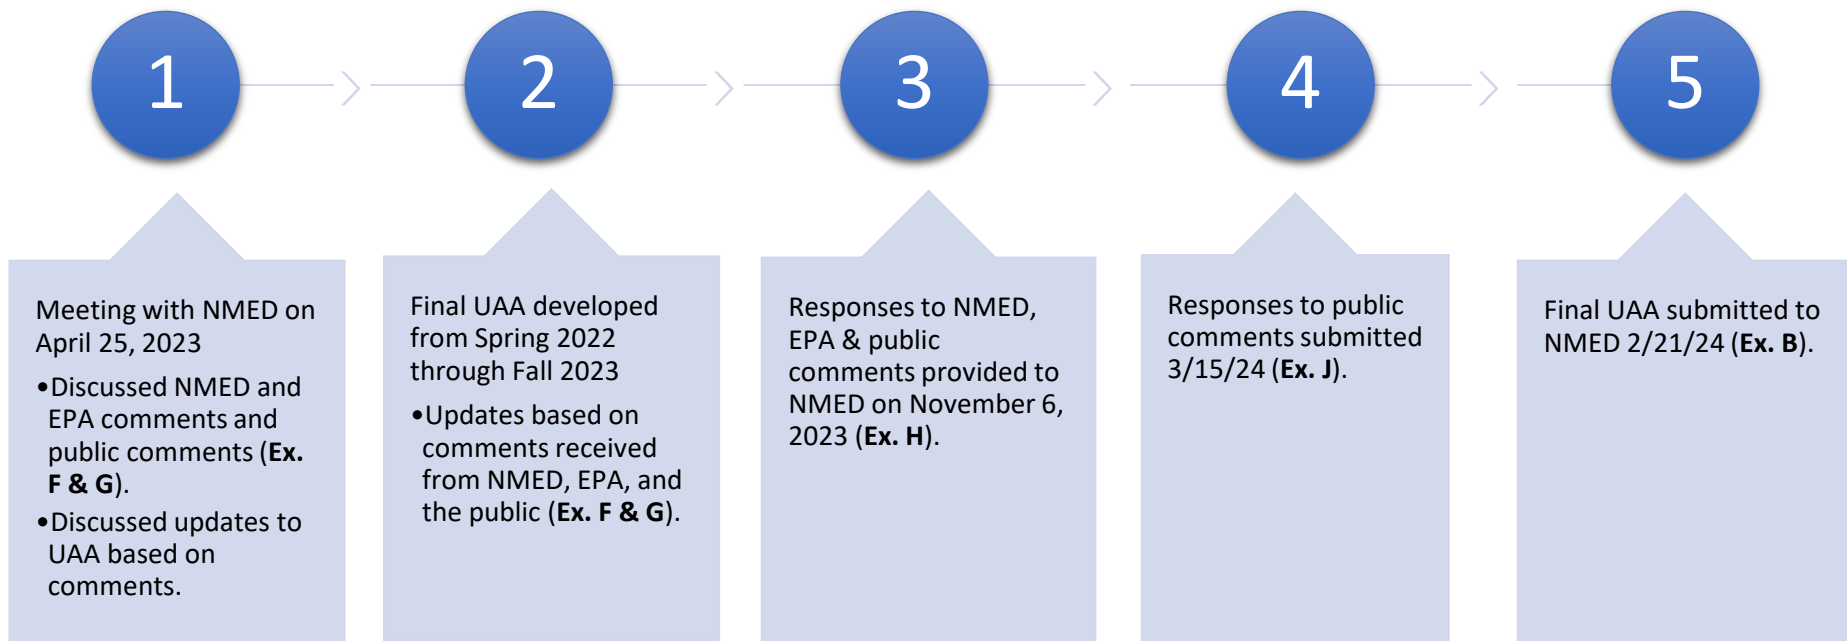 1
2
3
4
5
Meeting with NMED on
April 25, 2023
•Discussed NMED and
EPA comments and
public comments (Ex.
F & G).
•Discussed updates to
UAA based on
comments.
Final UAA developed
from Spring 2022
through Fall 2023
•Updates based on
comments received
from NMED, EPA, and
the public (Ex. F & G).
Responses to NMED,
EPA & public
comments provided to
NMED on November 6,
2023 (Ex. H).
Responses to public
comments submitted
3/15/24 (Ex. J).
Final UAA submitted to
NMED 2/21/24 (Ex. B).